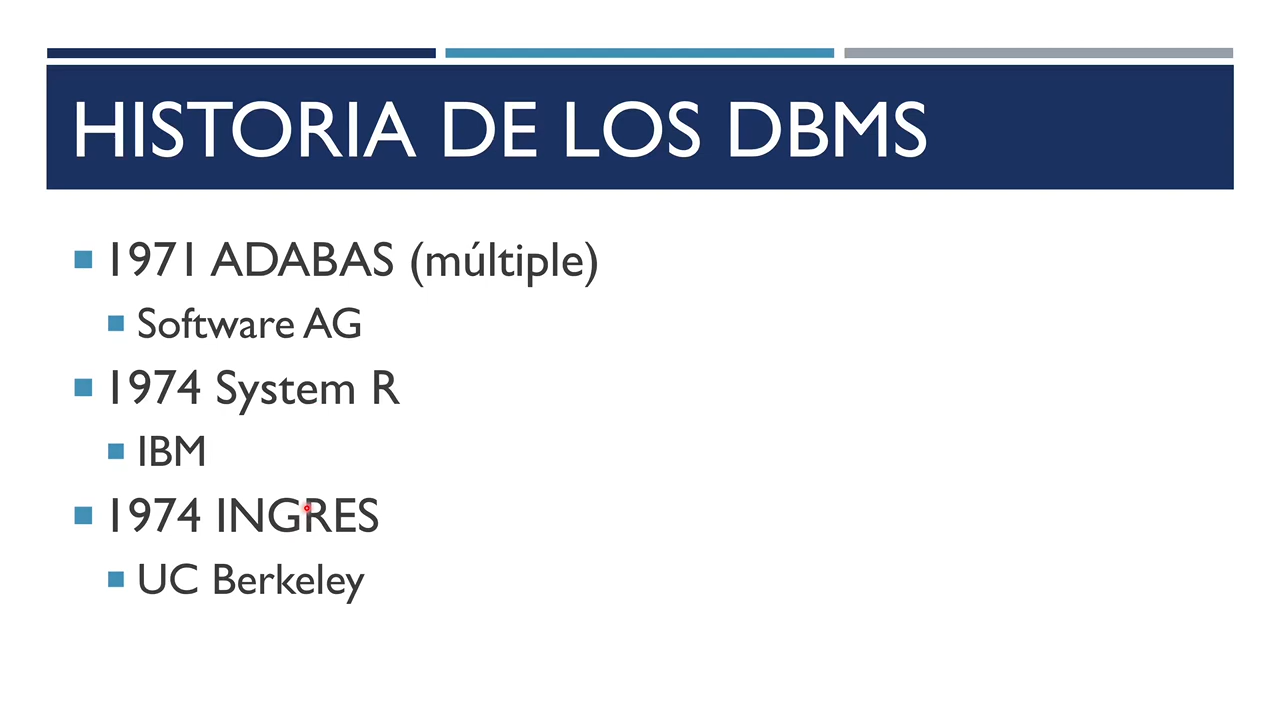 HISTORIA DE LOS DBMS
1971 ADABAS (múltiple)
Software AG
1974 System R
IBM
1974 INGRES
UC Berkeley